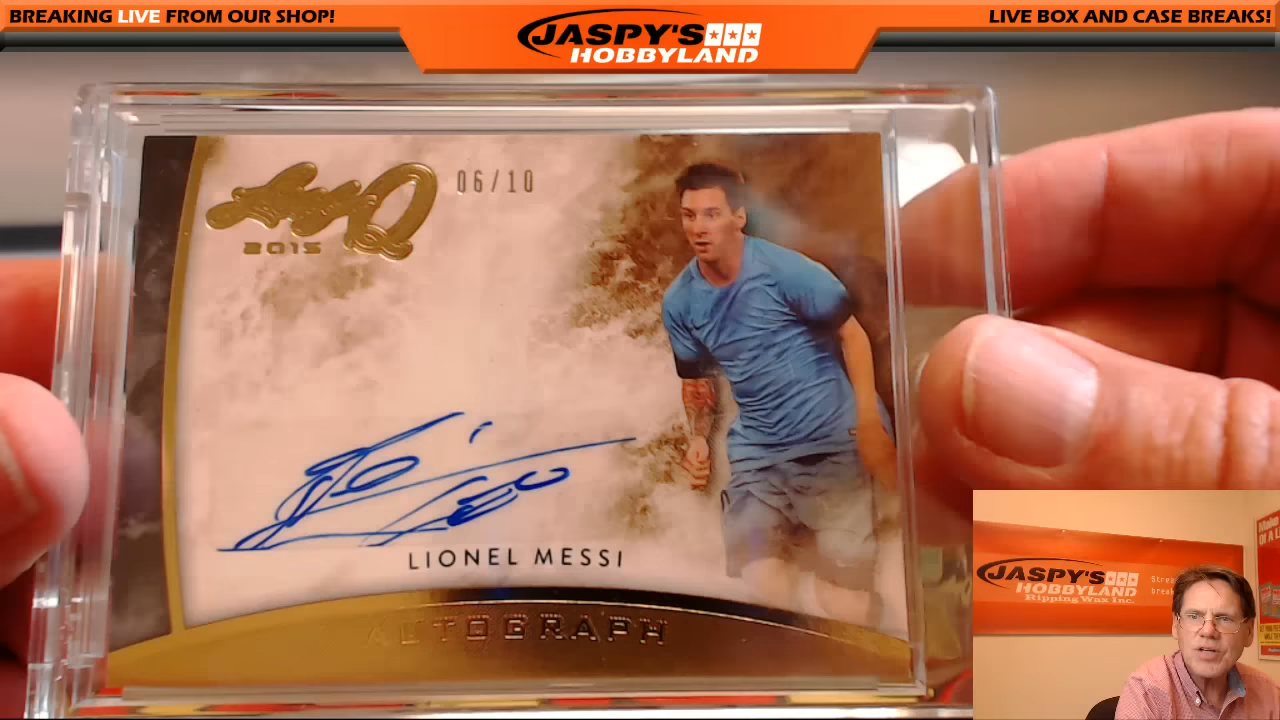 BREAKING LIVE FROM OUR SHOP!
JASPY'S
HOBBYLAND
LIVE BOX AND CASE BREAKS!
Leaf Q
06/10
2015
LIONEL MESSI
AUTOGRAPH
JASPY'S
HOBBYLAND
Ripping Wax Inc.